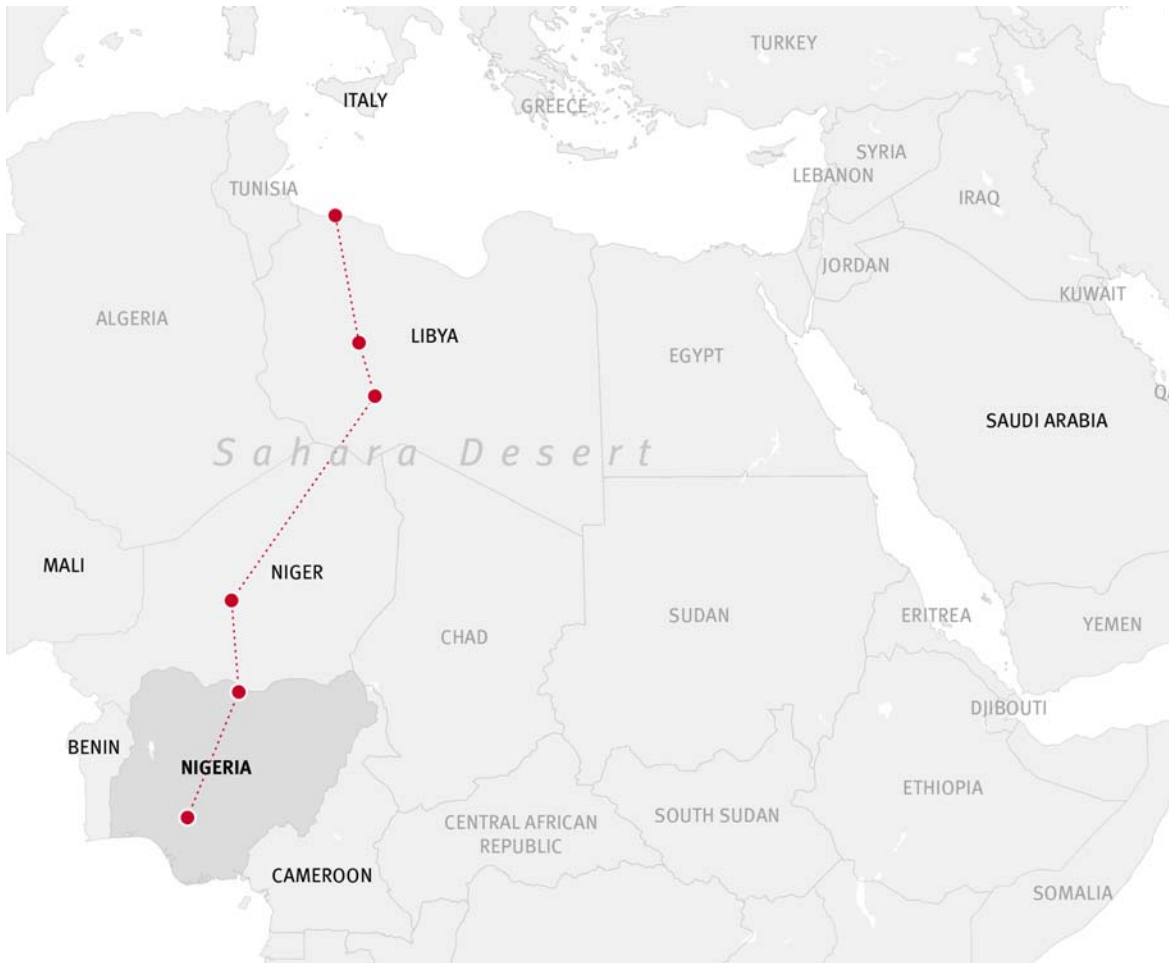 TURKEY
ITALY
GREECE
SYRIA
LEBANON
TUNISIA
IRAQ
JORDAN
KUWAIT
ALGERIA
LIBYA
EGYPT
QA
SAUDI ARABIA
Sahara Desert
MALI
NIGER
SUDAN
ERITREA
YEMEN
CHAD
DJIBOUTI
BENIN
NIGERIA
ETHIOPIA
CENTRAL AFRICAN
REPUBLIC
SOUTH SUDAN
CAMEROON
SOMALIA